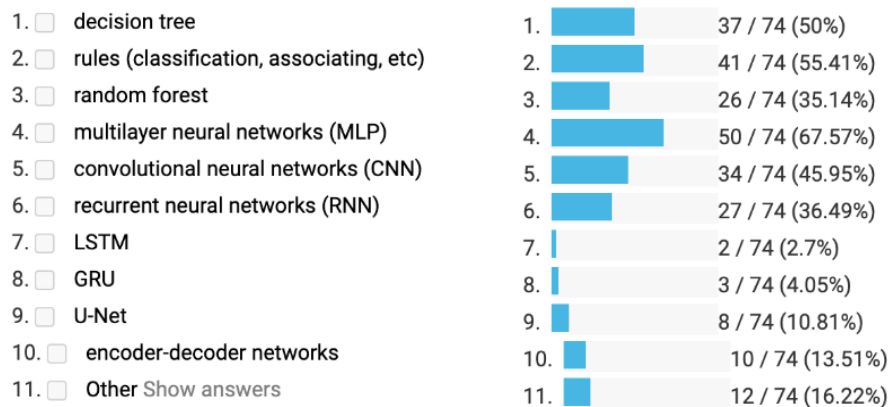 1. decision tree 1. 37 / 74 (50%)
2. rules (classification, associating, etc) 2. 41 / 74 (55.41%)
3. random forest 3. 26 / 74 (35.14%)
4. multilayer neural networks (MLP) 4. 50 / 74 (67.57%)
5. convolutional neural networks (CNN) 5. 34 / 74 (45.95%)
6. recurrent neural networks (RNN) 6. 27 / 74 (36.49%)
7. LSTM 7. 2 / 74 (2.7%)
8. GRU 8. 3 / 74 (4.05%)
9. U-Net 9. 8 / 74 (10.81%)
10. encoder-decoder networks 10. 10 / 74 (13.51%)
11. Other Show answers 11. 12 / 74 (16.22%)